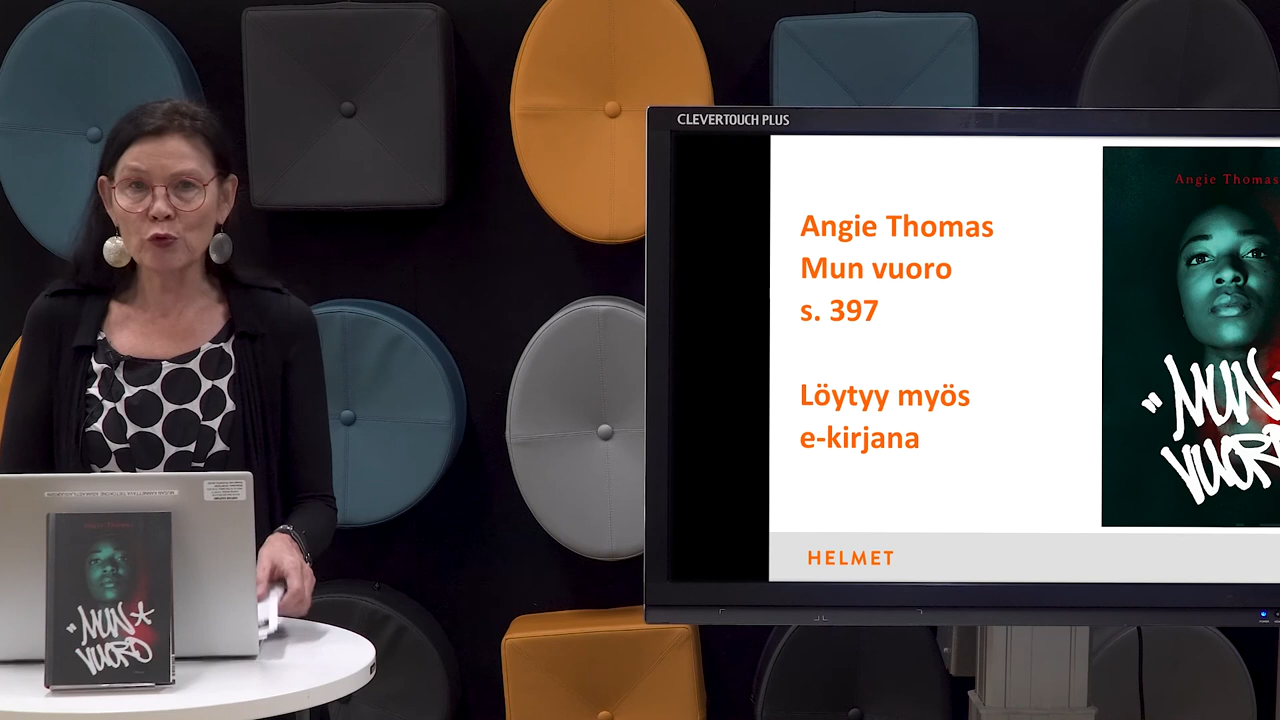 CLEVERTOUCH PLUS
Angie Thomas
Mun vuoro
s. 397
Löytyy myös
e-kirjana
HELMET
Angie Thomas
"MUN
VUORO
Angie Thomas
"MUN*
VUORO